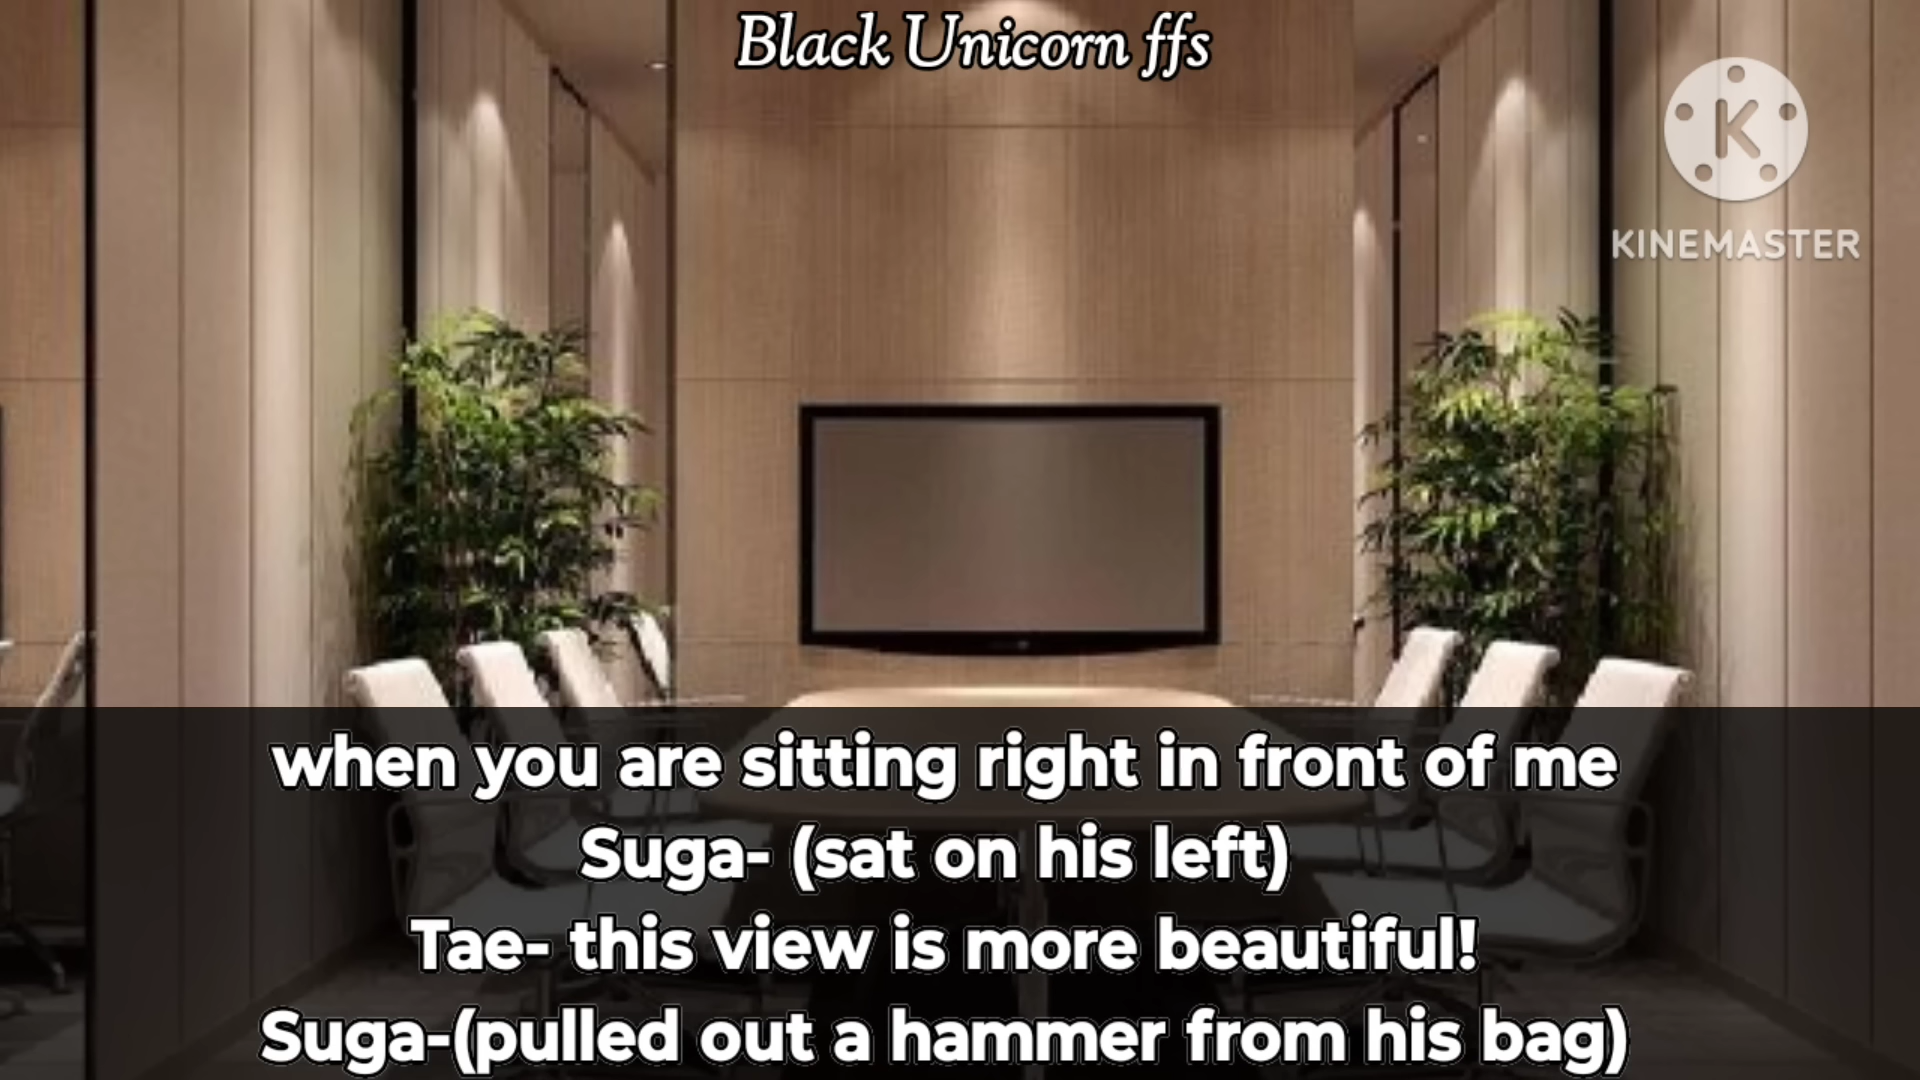 Black Unicorn ffs
K
KINEMASTER
when you are sitting right in front of me
Suga- (sat on his left)
Tae- this view is more beautiful!
Suga-(pulled out a hammer from his bag)